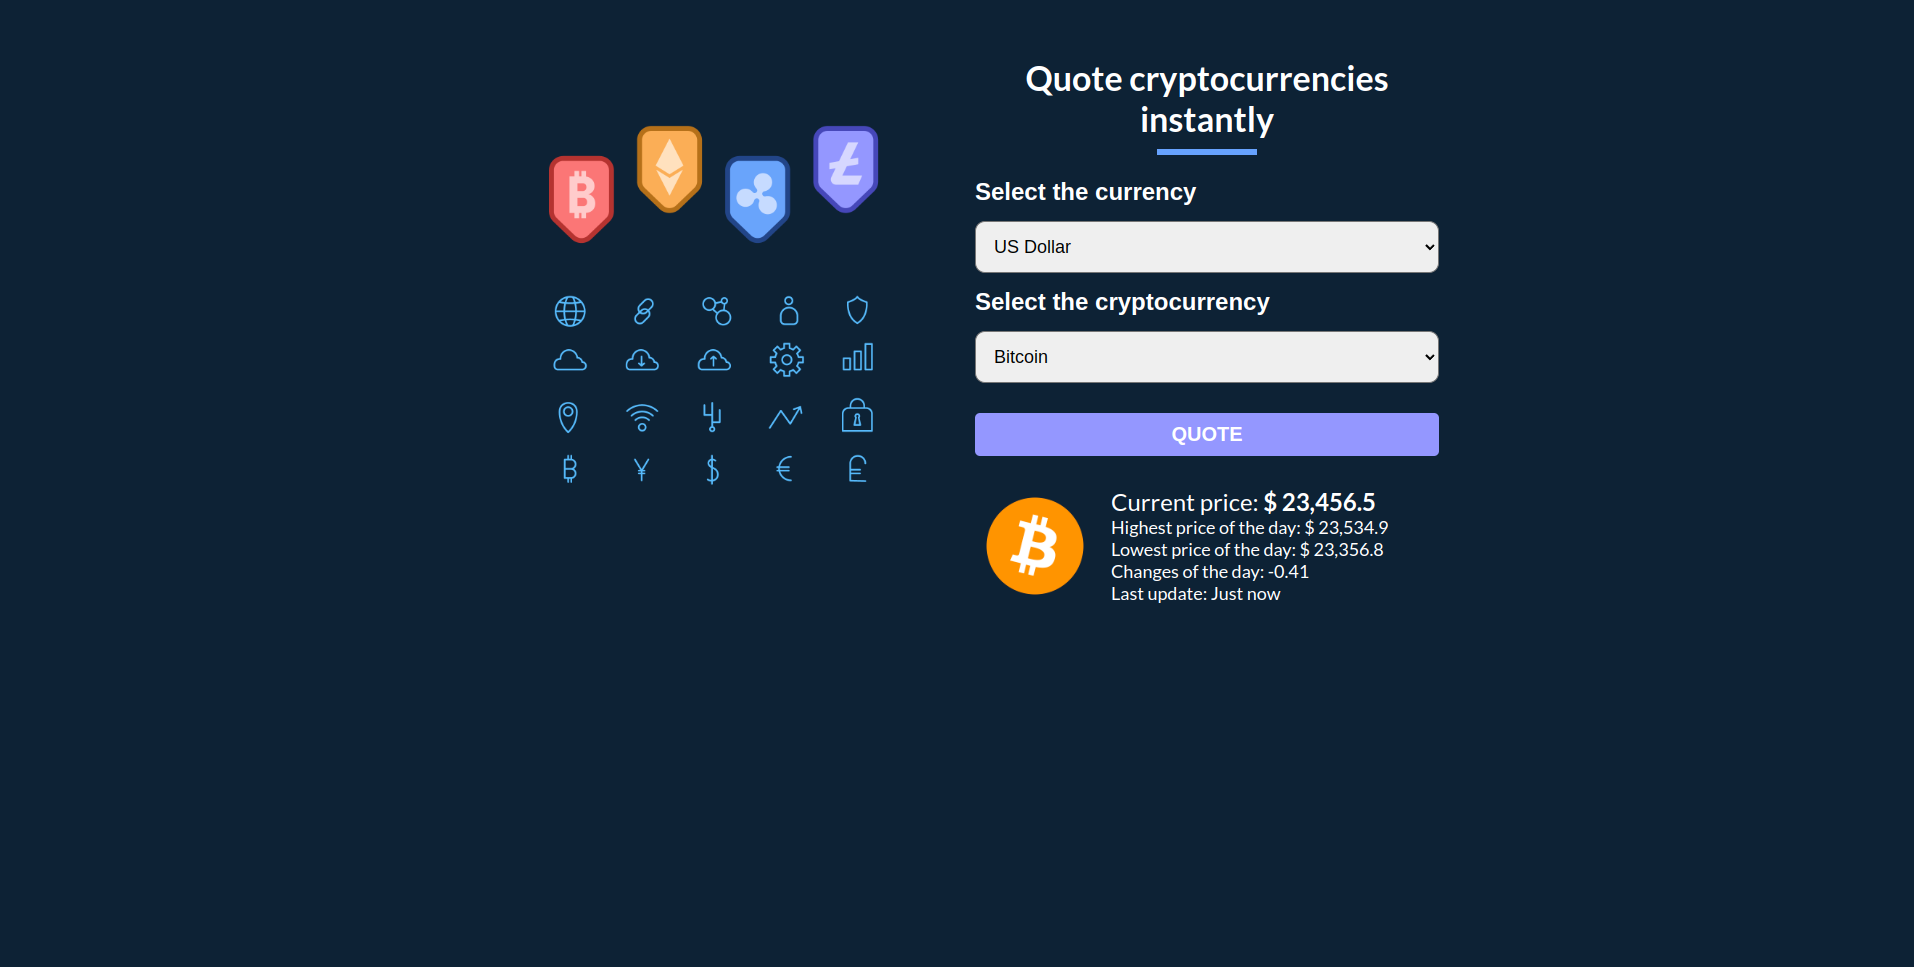 Quote cryptocurrencies
instantly
Select the currency
US Dollar
Select the cryptocurrency
Bitcoin
QUOTE
Current price: $ 23,456.5
Highest price of the day: $ 23,534.9
Lowest price of the day: $ 23,356.8
Changes of the day: -0.41
Last update: Just now